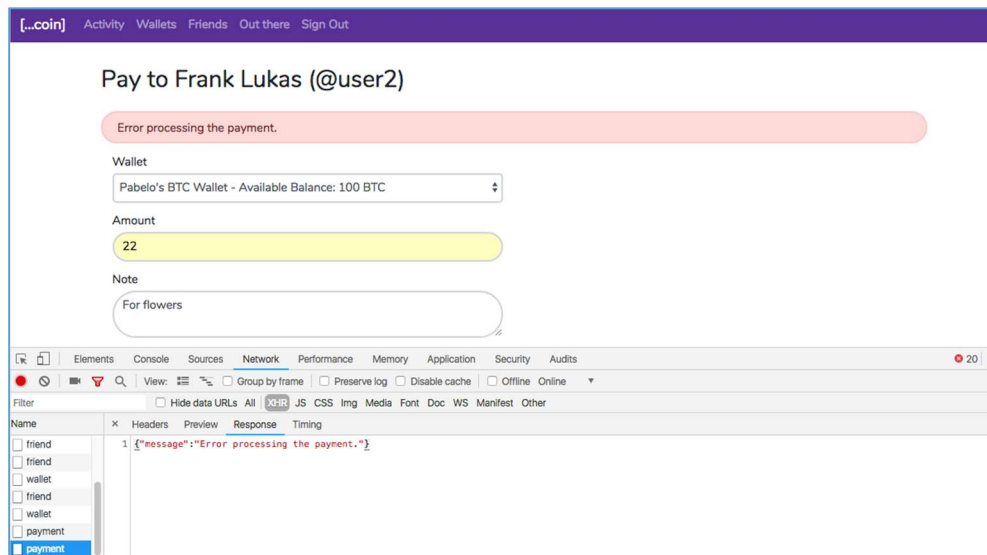 [...coin] Activity Wallets Friends Out there Sign Out
Pay to Frank Lukas (@user2)
Error processing the payment.
Wallet
Pabelo's BTC Wallet - Available Balance: 100 BTC
Amount
22
Note
For flowers
Elements Console Sources Network Performance Memory Application Security Audits 20
View: Group by frame Preserve log Disable cache Offline Online
Filter Hide data URLs All XHR JS CSS Img Media Font Doc WS Manifest Other
Name × Headers Preview Response Timing
friend 1 {"message":"Error processing the payment."}
friend
wallet
friend
wallet
payment
payment